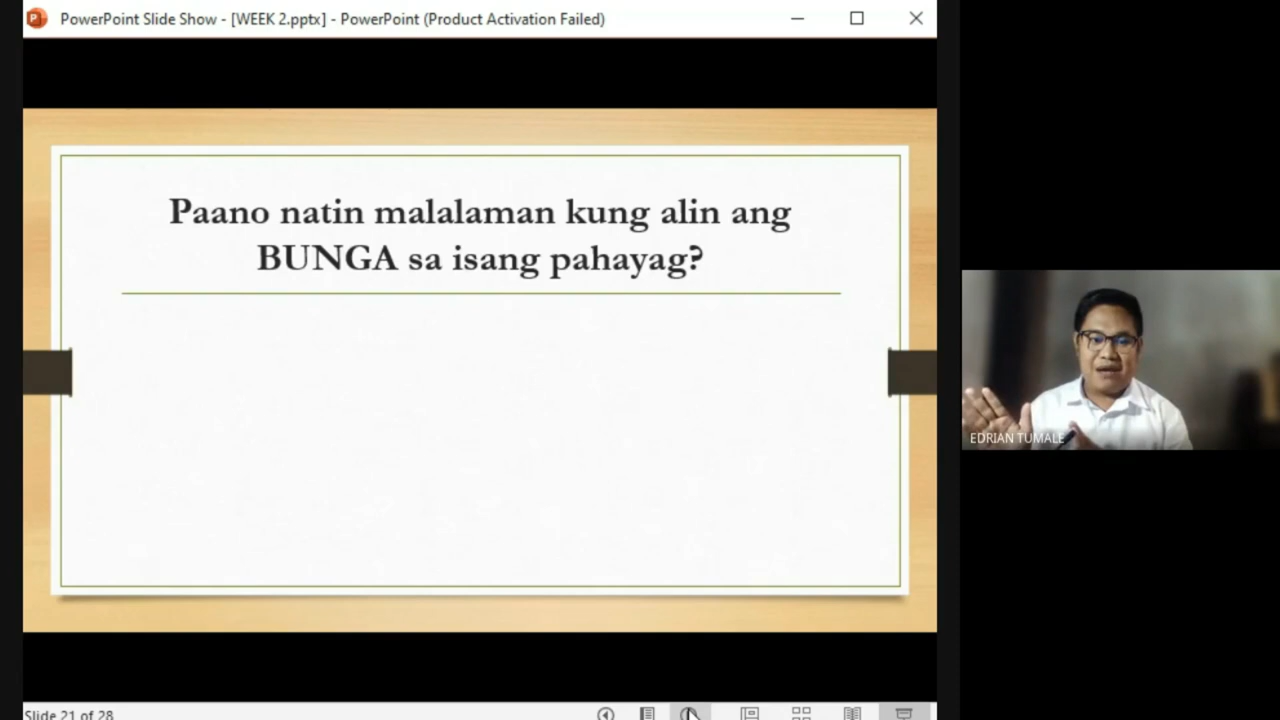 PowerPoint Slide Show - [WEEK 2.pptx] - PowerPoint (Product Activation Failed)
Paano natin malalaman kung alin ang
BUNGA sa isang pahayag?
EDRIAN TUMALE
Slide 21 of 28